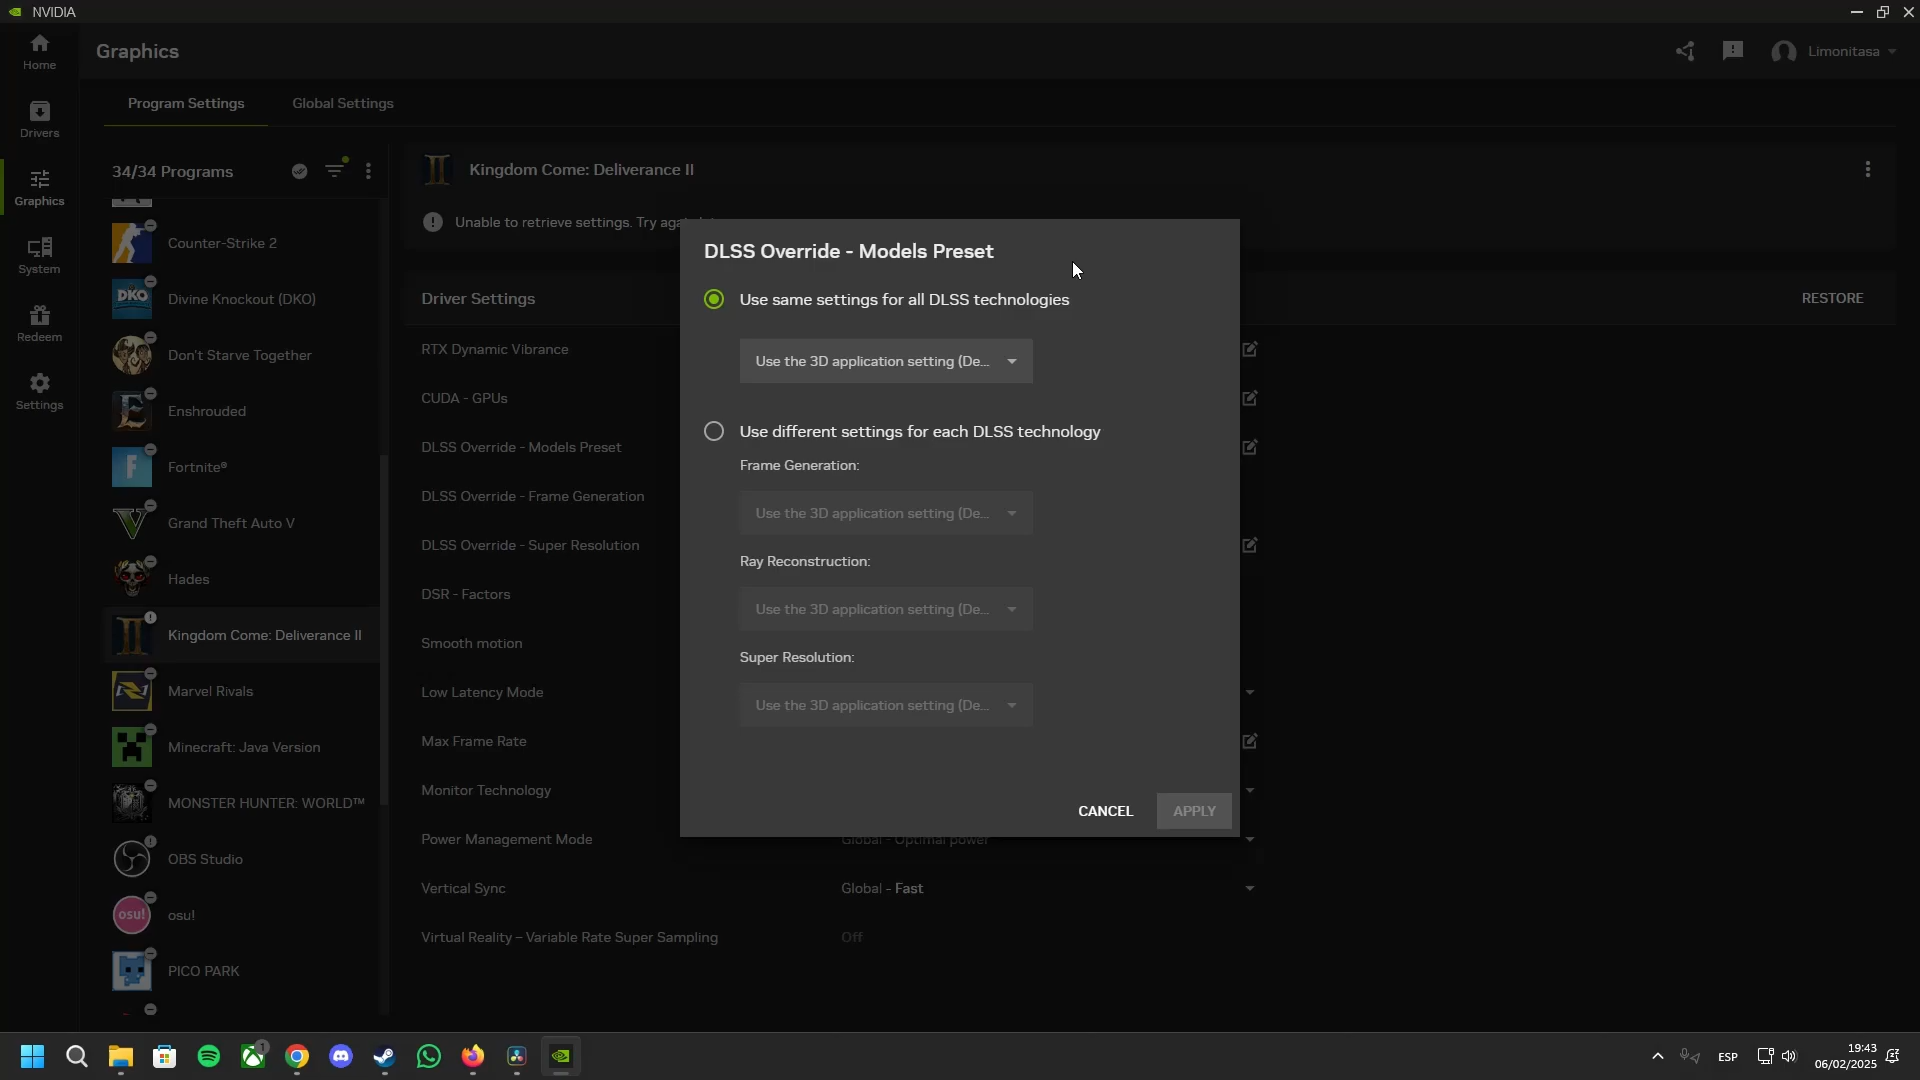 NVIDIA
Home
Graphics
Limonitasa
Program Settings
Global Settings
Drivers
34/34 Programs
Kingdom Come: Deliverance II
Graphics
Unable to retrieve settings. Try
Counter-Strike 2
DLSS Override - Models Preset
System
DKO
Divine Knockout (DKO)
Driver Settings
Use same settings for all DLSS technologies
RESTORE
Redeem
Don't Starve Together
RTX Dynamic Vibrance
Use the 3D application setting (De...
Settings
Enshrouded
CUDA - GPUs
Use different settings for each DLSS technology
DLSS Override - Models Preset
Fortnite®
Frame Generation:
DLSS Override - Frame Generation
Use the 3D application setting (De...
Grand Theft Auto V
DLSS Override - Super Resolution
Ray Reconstruction:
Hades
DSR - Factors
Use the 3D application setting (De...
Kingdom Come: Deliverance II
Smooth motion
Super Resolution:
Marvel Rivals
Low Latency Mode
Use the 3D application setting (De...
Minecraft: Java Version
Max Frame Rate
MONSTER HUNTER: WORLD™
Monitor Technology
CANCEL
APPLY
OBS Studio
Power Management Mode
Global - Optimal power
Vertical Sync
Global - Fast
osu!
osu!
Virtual Reality – Variable Rate Super Sampling
Off
PICO PARK
1
ESP
19:43
06/02/2025